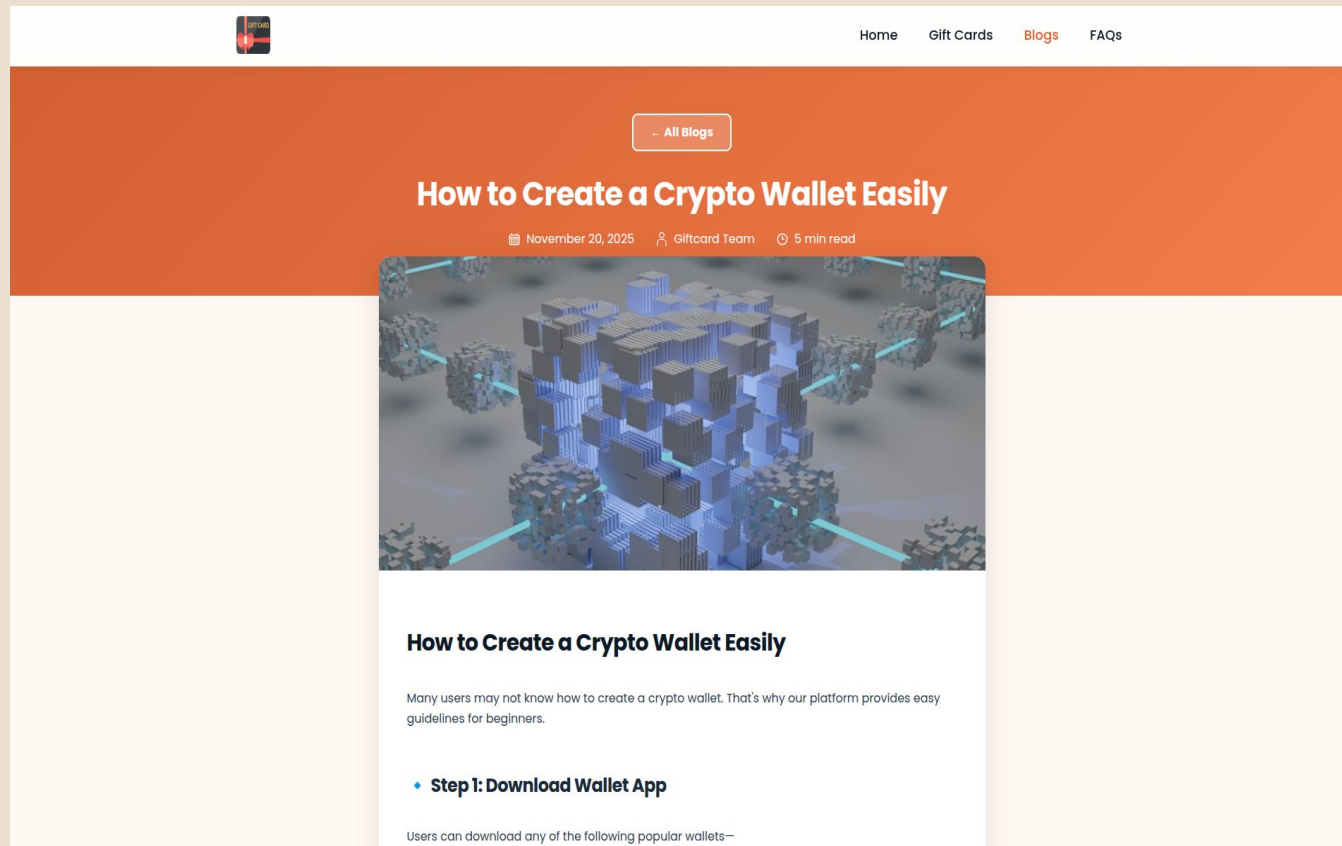 GIFT CARD
Home
Gift Cards
Blogs
FAQs
← All Blogs
How to Create a Crypto Wallet Easily
November 20, 2025
Giftcard Team
5 min read
How to Create a Crypto Wallet Easily
Many users may not know how to create a crypto wallet. That's why our platform provides easy
guidelines for beginners.
Step 1: Download Wallet App
Users can download any of the following popular wallets—